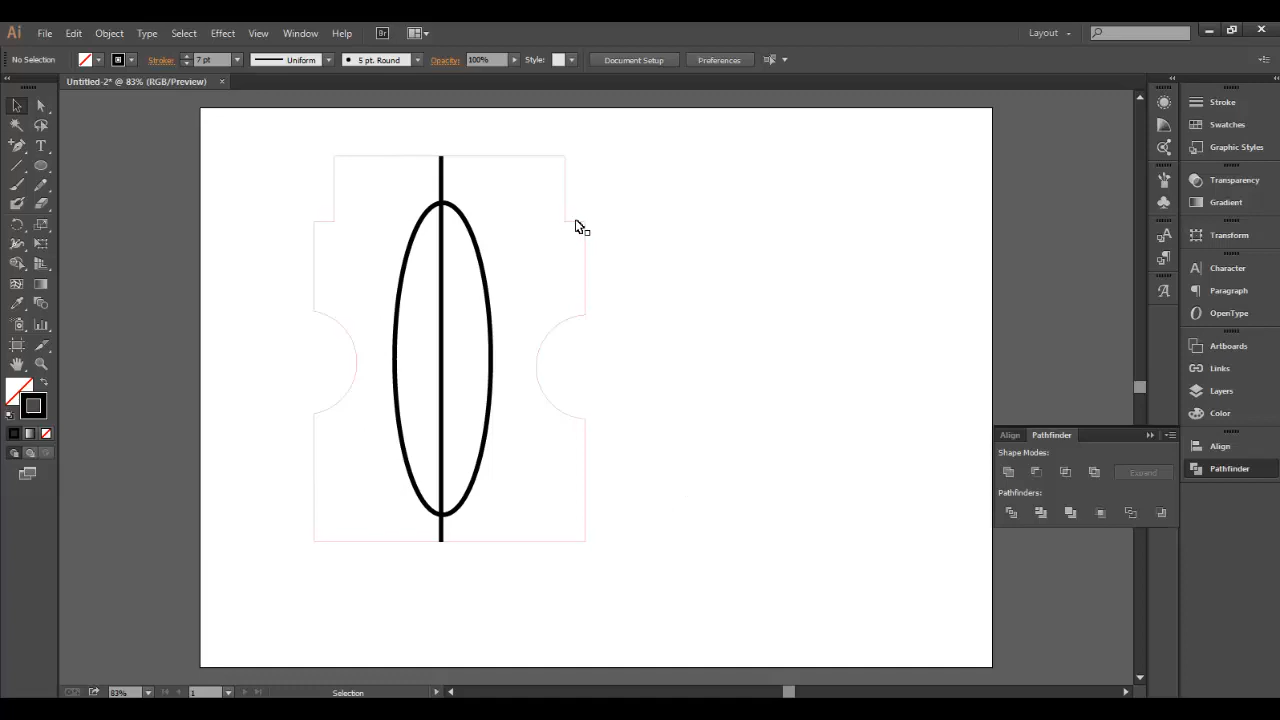 Ai File Edit Object Type Select Effect View Window Help Br Layout
No Selection Stroke: 7 pt Uniform 5 pt. Round Opacity: 100% Style: Document Setup Preferences
Untitled-2* @ 83% (RGB/Preview) ×
Stroke
Swatches
Graphic Styles
Transparency
Gradient
Transform
Character
Paragraph
OpenType
Artboards
Links
Layers
Color
Align
Pathfinder
Align Pathfinder
Shape Modes:
Expand
Pathfinders:
83% 1 Selection